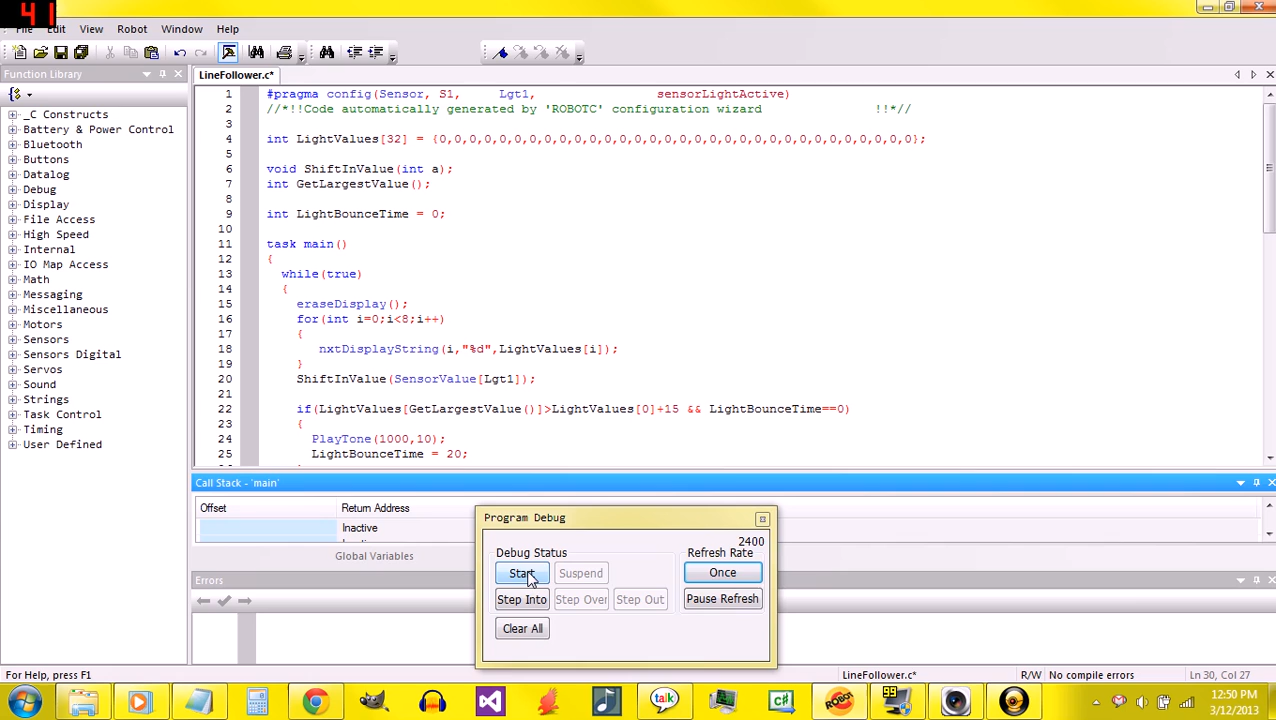 41
File Edit View Robot Window Help
Function Library
LineFollower.c*
_C Constructs
Battery & Power Control
Bluetooth
Buttons
Datalog
Debug
Display
File Access
High Speed
Internal
IO Map Access
Math
Messaging
Miscellaneous
Motors
Sensors
Sensors Digital
Servos
Sound
Strings
Task Control
Timing
User Defined
1 #pragma config(Sensor, S1, Lgt1, sensorLightActive)
2 //*!!Code automatically generated by 'ROBOTC' configuration wizard !!*//
3
4 int LightValues[32] = {0,0,0,0,0,0,0,0,0,0,0,0,0,0,0,0,0,0,0,0,0,0,0,0,0,0,0,0,0,0,0,0};
5
6 void ShiftInValue(int a);
7 int GetLargestValue();
8
9 int LightBounceTime = 0;
10
11 task main()
12 {
13 while(true)
14 {
15 eraseDisplay();
16 for(int i=0;i<8;i++)
17 {
18 nxtDisplayString(i,"%d",LightValues[i]);
19 }
20 ShiftInValue(SensorValue[Lgt1]);
21
22 if(LightValues[GetLargestValue()]>LightValues[0]+15 && LightBounceTime==0)
23 {
24 PlayTone(1000,10);
25 LightBounceTime = 20;
Call Stack - 'main'
Offset Return Address
Inactive
Global Variables
Errors
Program Debug
2400
Debug Status Refresh Rate
Start Suspend Once
Step Into Step Over Step Out Pause Refresh
Clear All
For Help, press F1 LineFollower.c* R/W No compile errors Ln 30, Col 27
talk ROBOT 99 C#
12:50 PM
3/12/2013